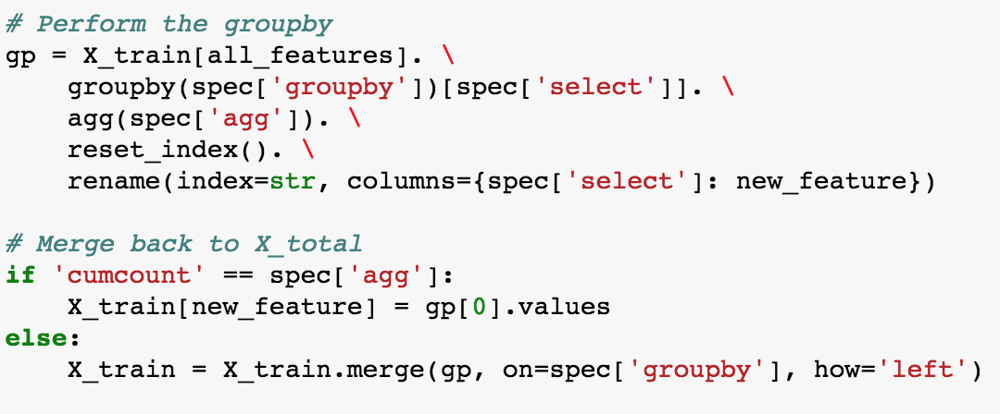 # Perform the groupby
gp = X_train[all_features]. \
    groupby(spec['groupby'])[spec['select']]. \
    agg(spec['agg']). \
    reset_index(). \
    rename(index=str, columns={spec['select']: new_feature})

# Merge back to X_total
if 'cumcount' == spec['agg']:
    X_train[new_feature] = gp[0].values
else:
    X_train = X_train.merge(gp, on=spec['groupby'], how='left')